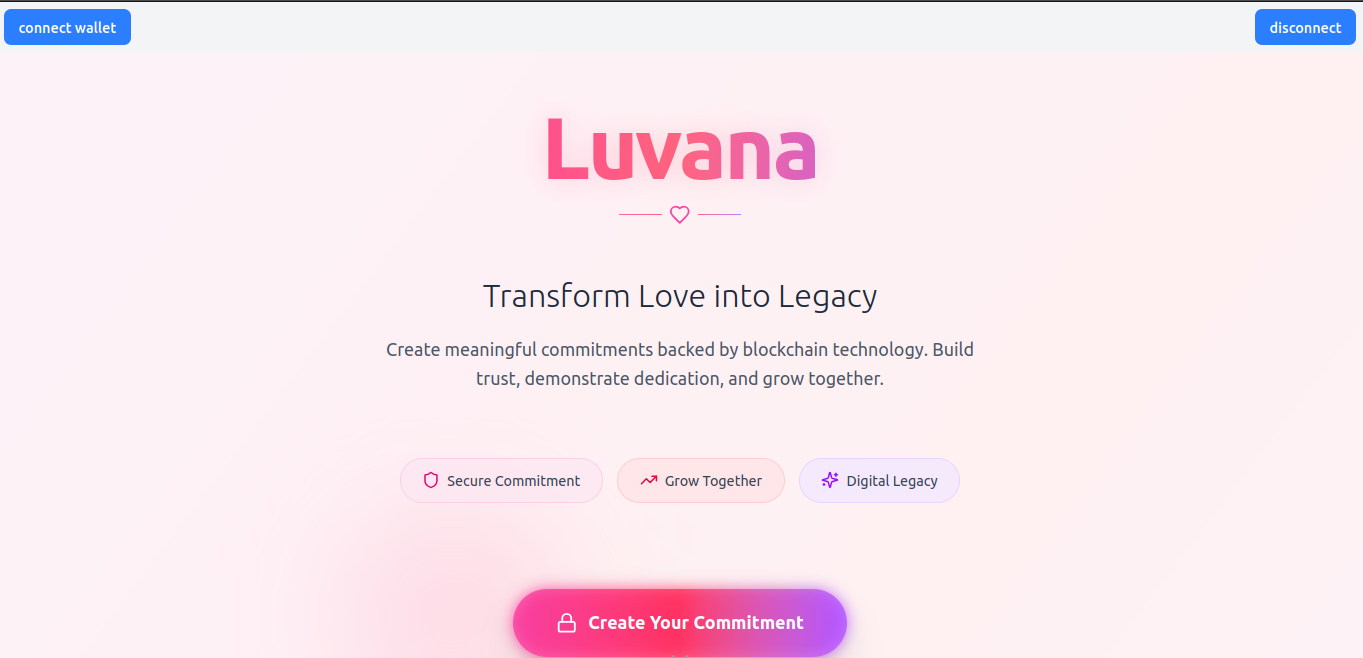 connect wallet
disconnect
Luvana
Transform Love into Legacy
Create meaningful commitments backed by blockchain technology. Build
trust, demonstrate dedication, and grow together.
Secure Commitment
Grow Together
Digital Legacy
Create Your Commitment